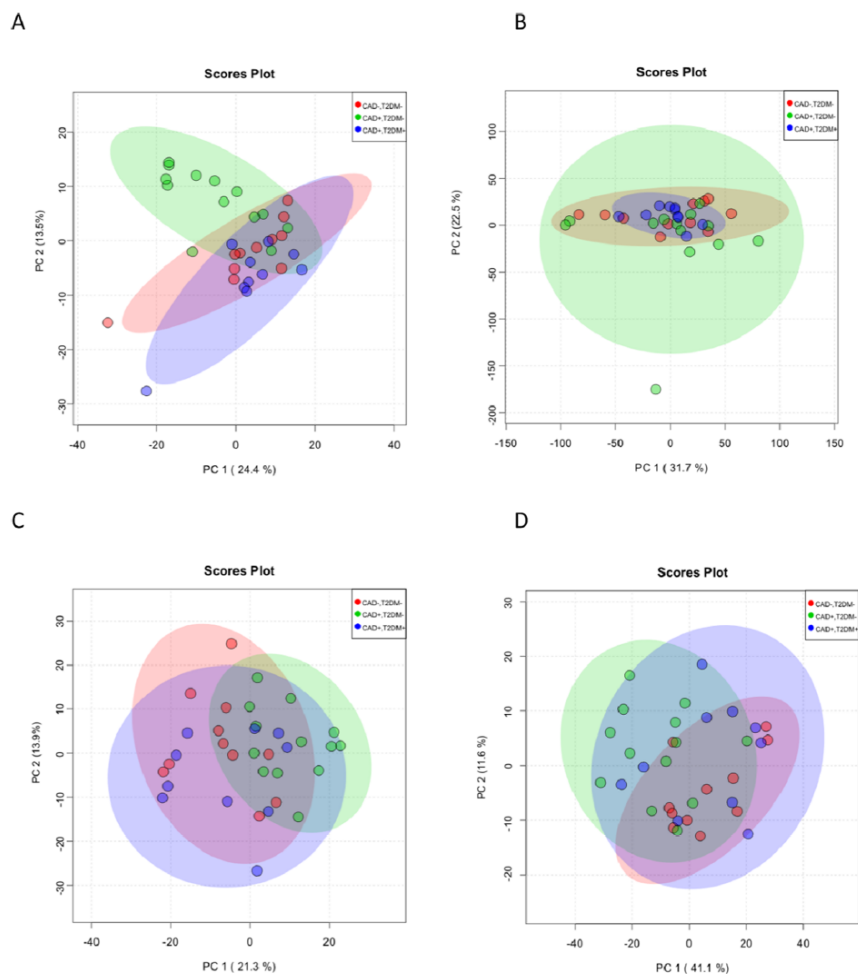 A
Scores Plot
CAD-,T2DM-
CAD+,T2DM-
CAD+,T2DM+
20
10
0
-10
-20
-30
PC 2 (13.5%)
-40
-20
0
20
40
PC 1 ( 24.4 %)
B
Scores Plot
CAD-,T2DM-
CAD+,T2DM-
CAD+,T2DM+
100
50
0
-50
-100
-150
-200
PC 2 ( 22.5 %)
-150
-100
-50
0
50
100
150
PC 1 ( 31.7 %)
C
Scores Plot
CAD-,T2DM-
CAD+,T2DM-
CAD+,T2DM+
30
20
10
0
-10
-20
-30
PC 2 ( 13.9%)
-40
-20
0
20
PC 1 ( 21.3 %)
D
Scores Plot
CAD-,T2DM-
CAD+,T2DM-
CAD+,T2DM+
30
20
10
0
-10
-20
PC 2 ( 11.6 %)
-40
-20
0
20
40
PC 1 ( 41.1 %)